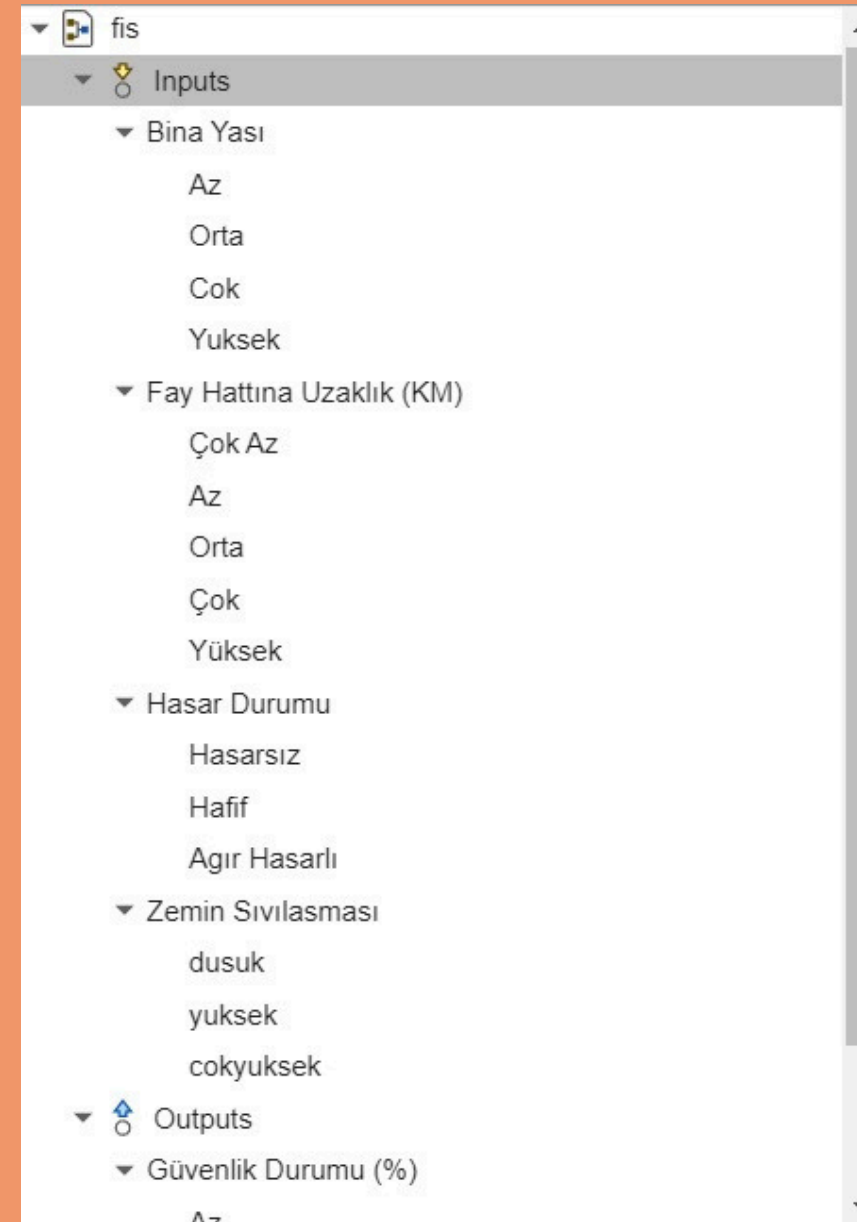 fis
Inputs
Bina Yası
Az
Orta
Cok
Yuksek
Fay Hattına Uzaklık (KM)
Çok Az
Az
Orta
Çok
Yüksek
Hasar Durumu
Hasarsız
Hafif
Agır Hasarlı
Zemin Sıvılasması
dusuk
yuksek
cokyuksek
Outputs
Güvenlik Durumu (%)
Az